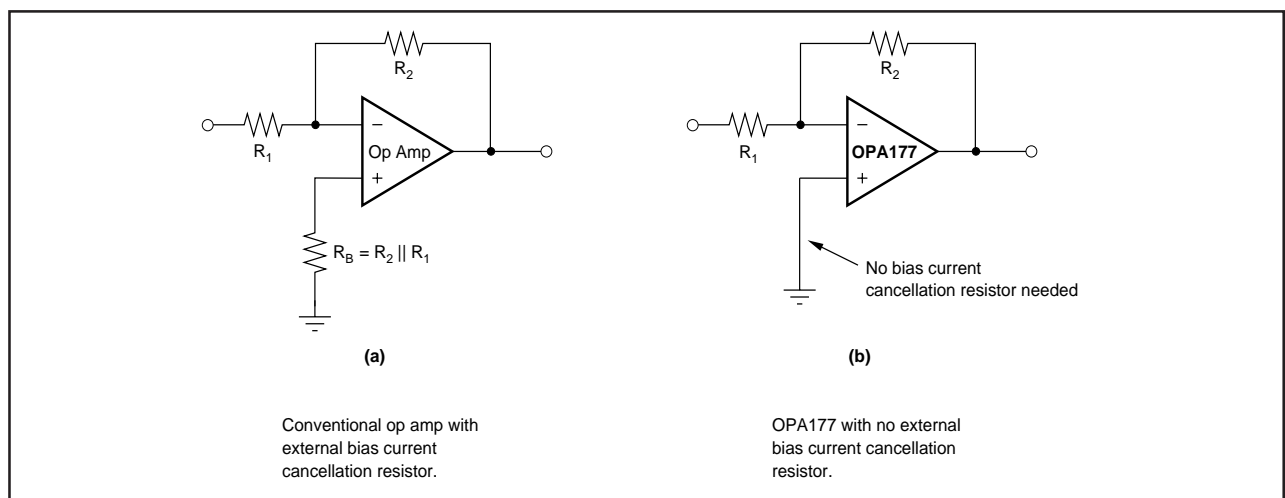 R2
R1
−
Op Amp
+
RB = R2 || R1
(a)
Conventional op amp with
external bias current
cancellation resistor.
R2
R1
−
OPA177
+
No bias current
cancellation resistor needed
(b)
OPA177 with no external
bias current cancellation
resistor.